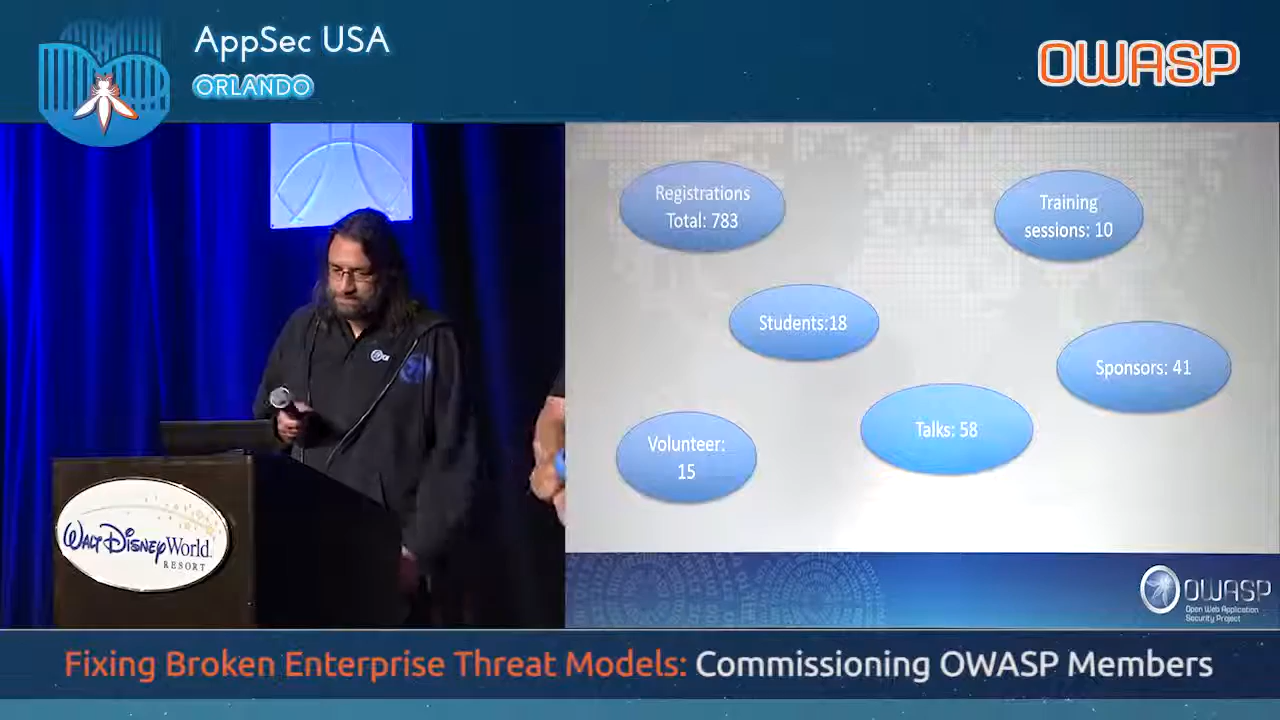 AppSec USA
ORLANDO
OWASP
Registrations
Total: 783
Training
sessions: 10
Students:18
Sponsors: 41
Talks: 58
Volunteer:
15
WALT DISNEY World.
RESORT
OWASP
Open Web Application
Security Project
Fixing Broken Enterprise Threat Models: Commissioning OWASP Members